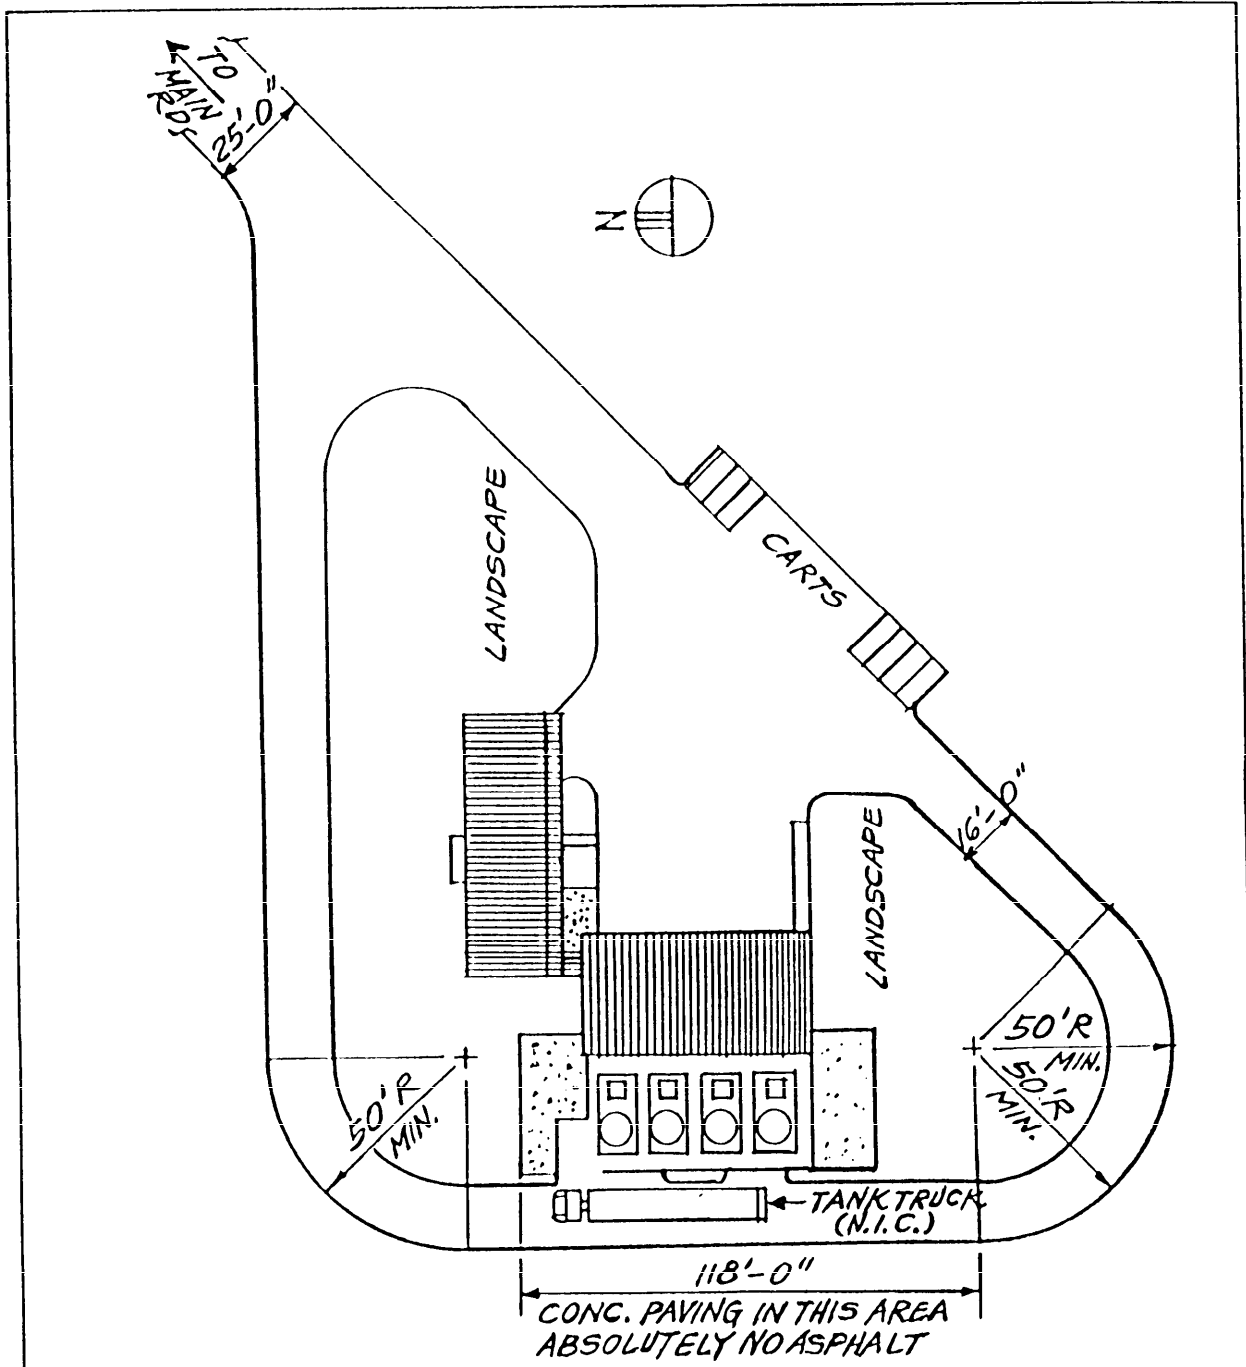 TO
MAIN
RDS
25'-0"
N
LANDSCAPE
CARTS
16'-0"
LANDSCAPE
50'R
MIN.
50'R
MIN.
50'R
MIN.
TANK TRUCK
(N.I.C.)
118'-0"
CONC. PAVING IN THIS AREA
ABSOLUTELY NO ASPHALT